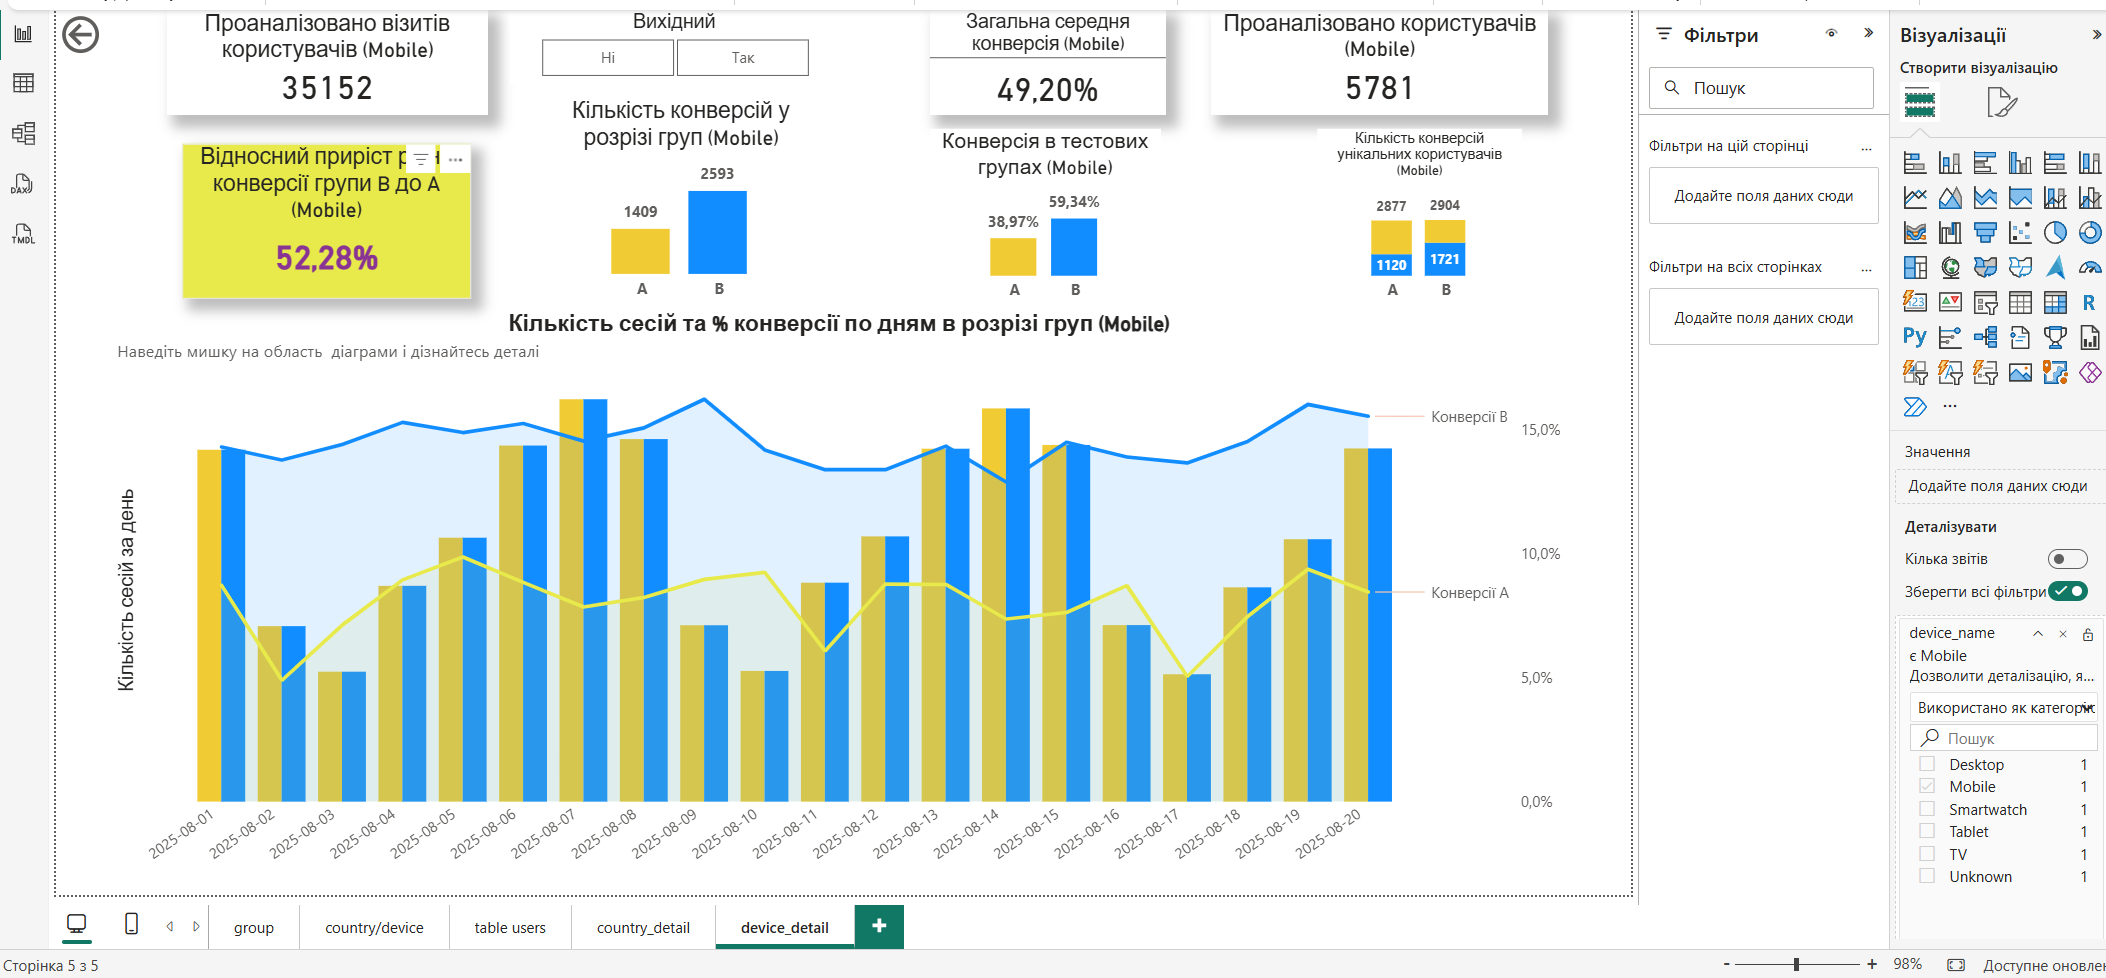 Проаналізовано візитів
користувачів (Mobile)
35152
Вихідний
Ні
Так
Загальна середня
конверсія (Mobile)
49,20%
Проаналізовано користувачів
(Mobile)
5781
Відносний приріст
конверсії групи B до A
(Mobile)
52,28%
Кількість конверсій у
розрізі груп (Mobile)
2593
1409
A
B
Конверсія в тестових
групах (Mobile)
59,34%
38,97%
A
B
Кількість конверсій
унікальних користувачів
(Mobile)
2877
2904
1120
1721
A
B
Кількість сесій та % конверсії по дням в розрізі груп (Mobile)
Наведіть мишку на область діаграми і дізнайтесь деталі
Кількість сесій за день
Конверсії B
Конверсії A
15,0%
10,0%
5,0%
0,0%
2025-08-01
2025-08-02
2025-08-03
2025-08-04
2025-08-05
2025-08-06
2025-08-07
2025-08-08
2025-08-09
2025-08-10
2025-08-11
2025-08-12
2025-08-13
2025-08-14
2025-08-15
2025-08-16
2025-08-17
2025-08-18
2025-08-19
2025-08-20
DAX
TMDL
Фільтри
Пошук
Фільтри на цій сторінці
...
Додайте поля даних сюди
Фільтри на всіх сторінках
...
Додайте поля даних сюди
Візуалізації
Створити візуалізацію
123
R
Py
Значення
Додайте поля даних сюди
Деталізувати
Кілька звітів
Зберегти всі фільтри
device_name
є Mobile
Дозволити деталізацію, я...
Використано як
Пошук
Desktop 1
Mobile 1
Smartwatch 1
Tablet 1
TV 1
Unknown 1
group
country/device
table users
country_detail
device_detail
+
Сторінка 5 з 5
- + 98%
Доступне